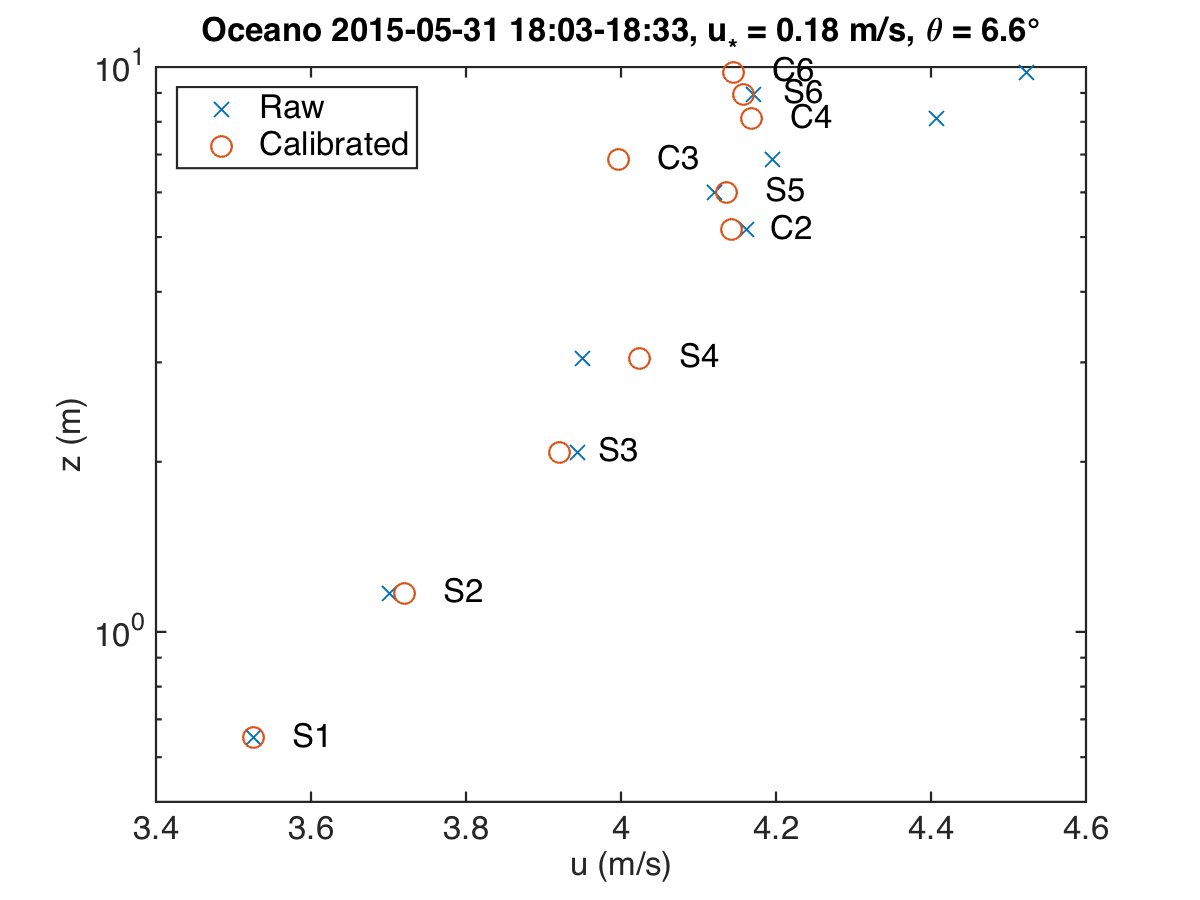 Oceano 2015-05-31 18:03-18:33, u* = 0.18 m/s, θ = 6.6°
10¹
Raw
Calibrated
C6
S6
C4
C3
S5
C2
S4
z (m)
S3
S2
10⁰
S1
3.4 3.6 3.8 4 4.2 4.4 4.6
u (m/s)